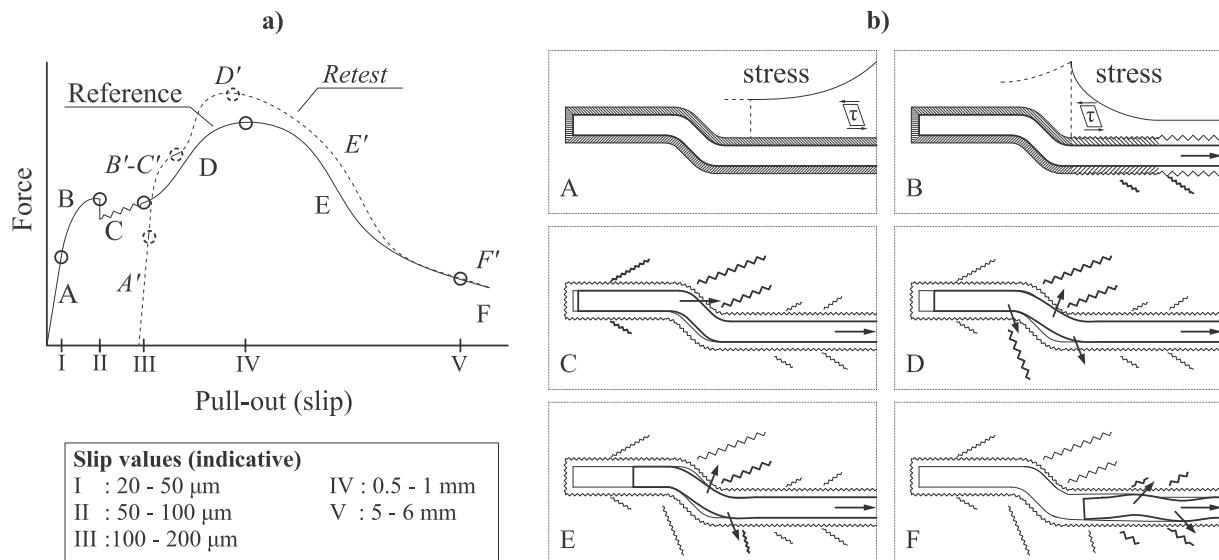 a)
Force
Reference
D'
Retest
B'-C'
E'
B
D
C
E
A
A'
F'
F
I
II
III
IV
V
Pull-out (slip)
Slip values (indicative)
I : 20 - 50 μm
II : 50 - 100 μm
III :100 - 200 μm
IV : 0.5 - 1 mm
V : 5 - 6 mm
b)
stress
τ
A
stress
τ
B
C
D
E
F